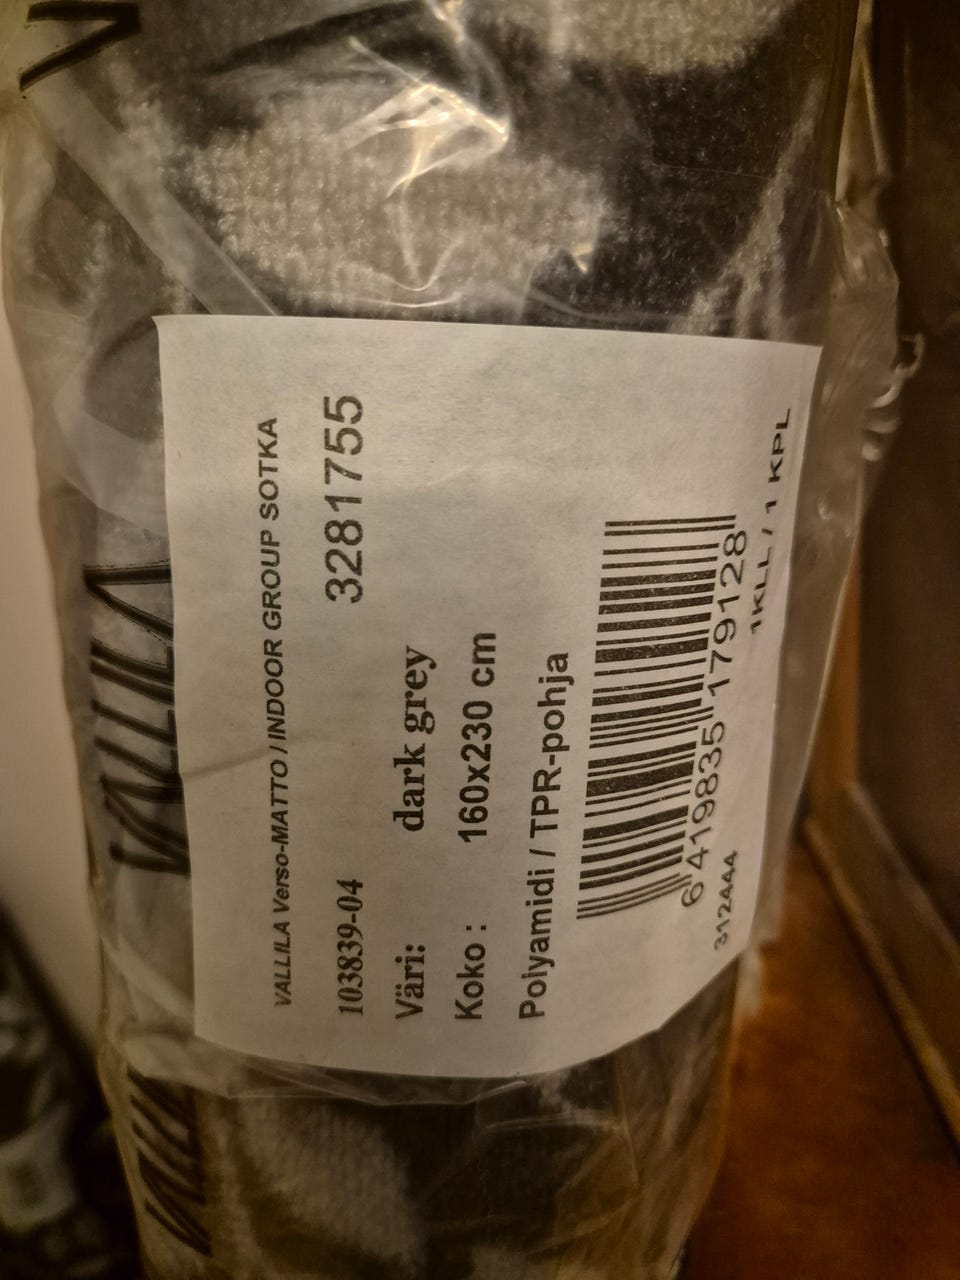 VALLILA
VALLILA Verso-MATTO / INDOOR GROUP SOTKA
103839-04 3281755
Väri: dark grey
Koko : 160x230 cm
Polyamidi / TPR-pohja
6 419835 179128
312444 1KLL / 1 KPL